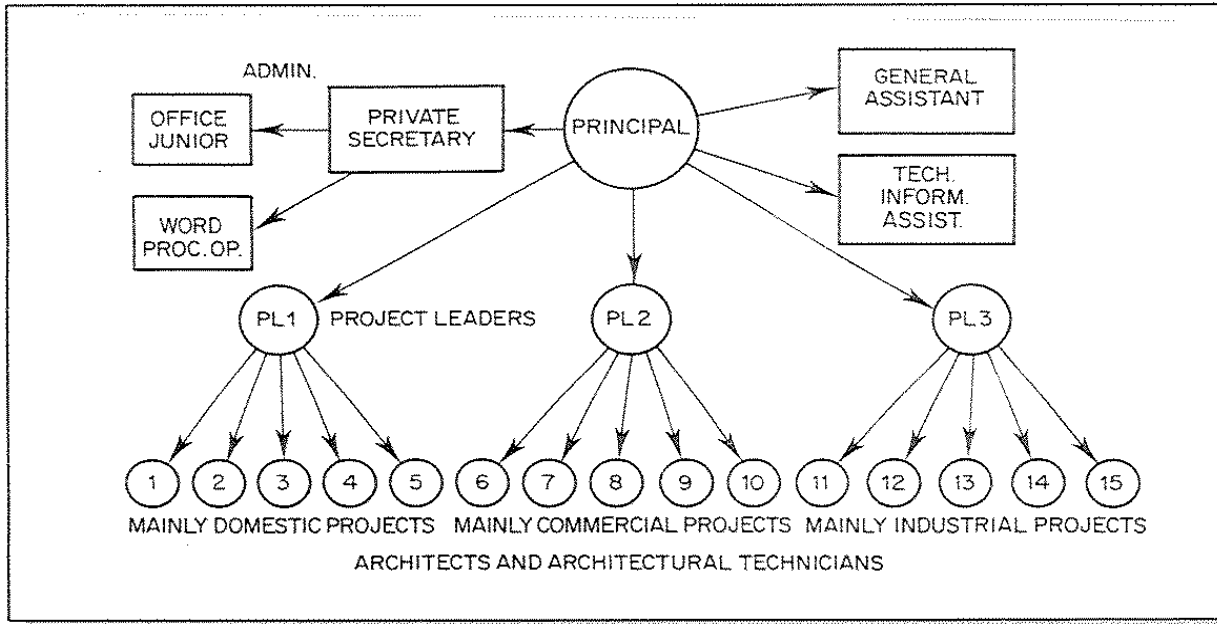 ADMIN.
OFFICE
JUNIOR
PRIVATE
SECRETARY
PRINCIPAL
GENERAL
ASSISTANT
WORD
PROC. OP.
TECH.
INFORM.
ASSIST.
PL1
PROJECT LEADERS
PL2
PL3
1 2 3 4 5 6 7 8 9 10 11 12 13 14 15
MAINLY DOMESTIC PROJECTS MAINLY COMMERCIAL PROJECTS MAINLY INDUSTRIAL PROJECTS
ARCHITECTS AND ARCHITECTURAL TECHNICIANS